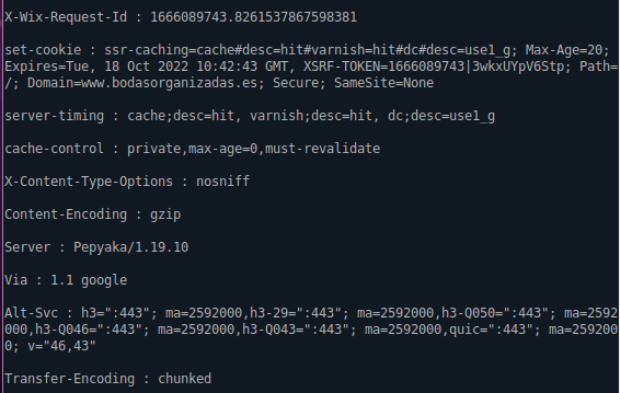 X-Wix-Request-Id : 1666089743.8261537867598381
set-cookie : ssr-caching=cache#desc=hit#varnish=hit#dc#desc=use1_g; Max-Age=20;
Expires=Tue, 18 Oct 2022 10:42:43 GMT, XSRF-TOKEN=1666089743|3wkxUYpV6Stp; Path=
/; Domain=www.bodasorganizadas.es; Secure; SameSite=None
server-timing : cache;desc=hit, varnish;desc=hit, dc;desc=use1_g
cache-control : private,max-age=0,must-revalidate
X-Content-Type-Options : nosniff
Content-Encoding : gzip
Server : Pepyaka/1.19.10
Via : 1.1 google
Alt-Svc : h3=":443"; ma=2592000,h3-29=":443"; ma=2592000,h3-Q050=":443"; ma=2592
000,h3-Q046=":443"; ma=2592000,h3-Q043=":443"; ma=2592000,quic=":443"; ma=259200
0; v="46,43"
Transfer-Encoding : chunked